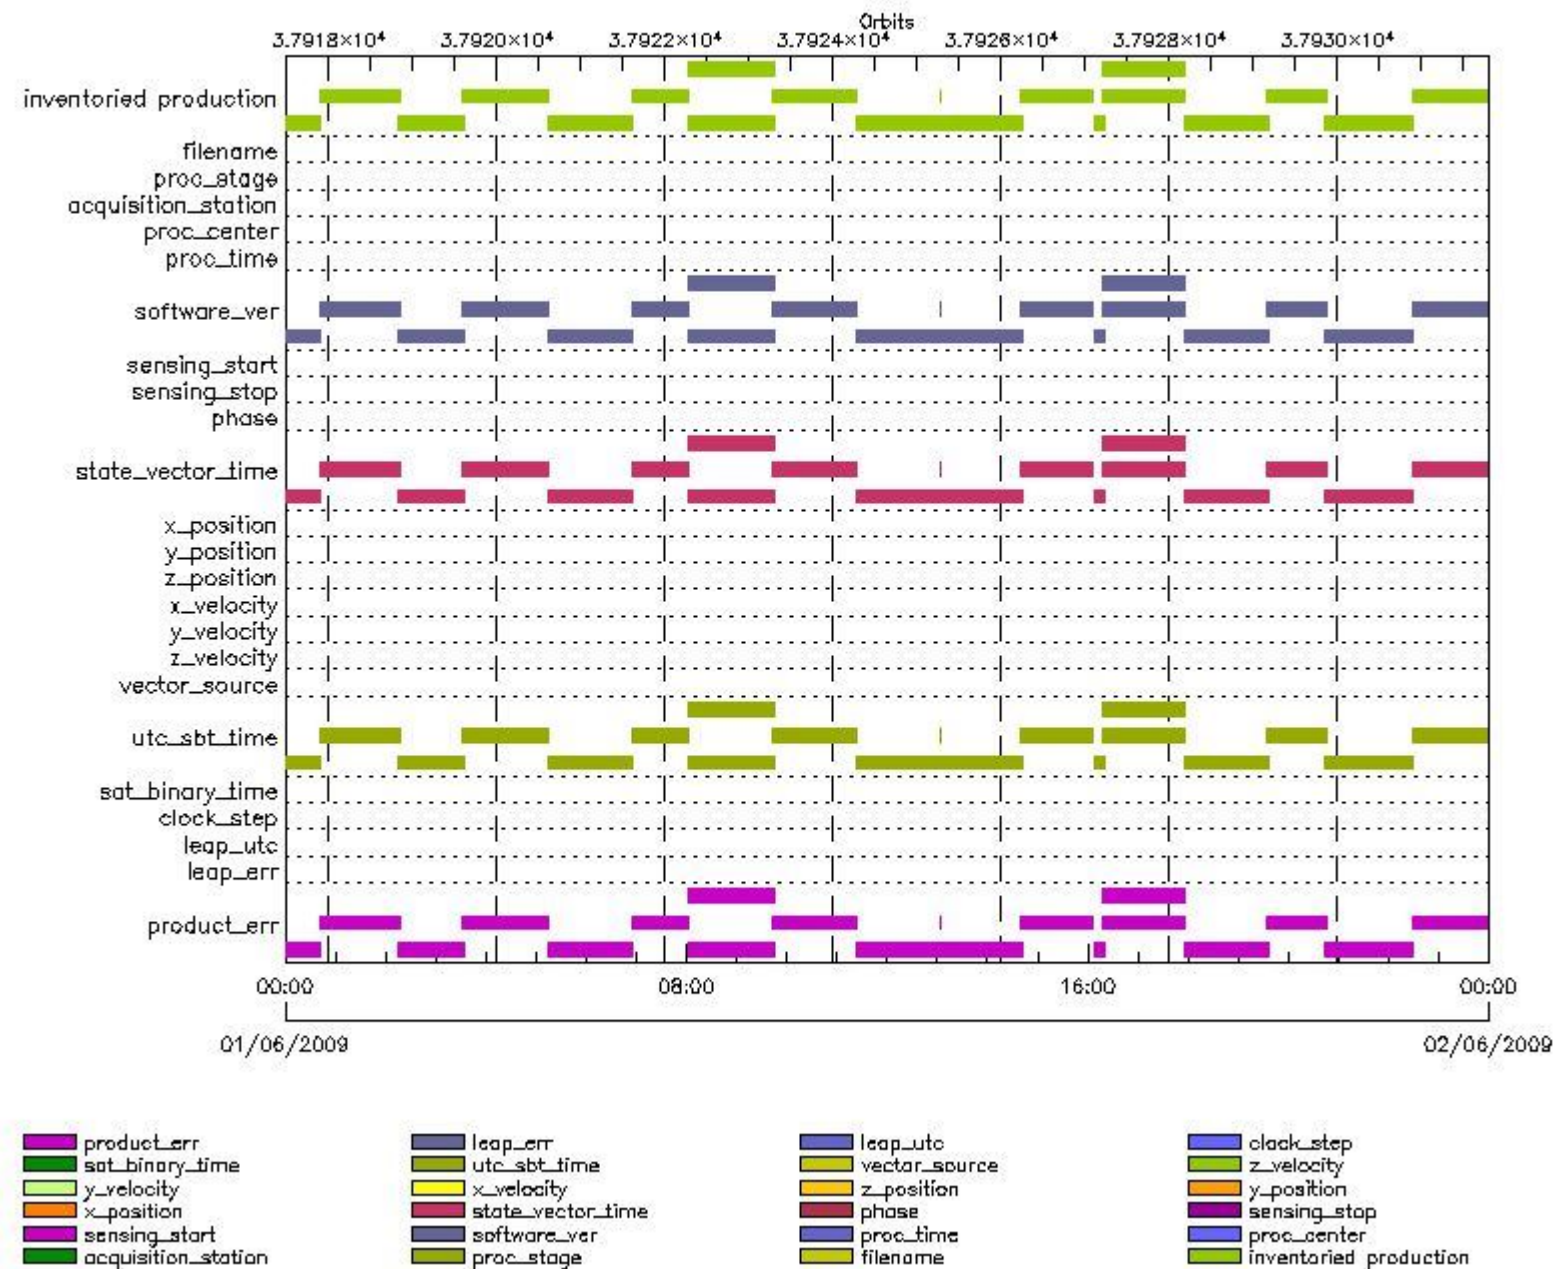 Orbits
3.7918×10⁴ 3.7920×10⁴ 3.7922×10⁴ 3.7924×10⁴ 3.7926×10⁴ 3.7928×10⁴ 3.7930×10⁴
inventoried production
filename
proc_stage
acquisition_station
proc_center
proc_time
software_ver
sensing_start
sensing_stop
phase
state_vector_time
x_position
y_position
z_position
x_velocity
y_velocity
z_velocity
vector_source
utc_sbt_time
sat_binary_time
clock_step
leap_utc
leap_err
product_err
00:00 08:00 16:00 00:00
01/06/2009 02/06/2009
product_err leap_err leap_utc clock_step
sat_binary_time utc_sbt_time vector_source z_velocity
y_velocity x_velocity z_position y_position
x_position state_vector_time phase sensing_stop
sensing_start software_ver proc_time proc_center
acquisition_station proc_stage filename inventoried production